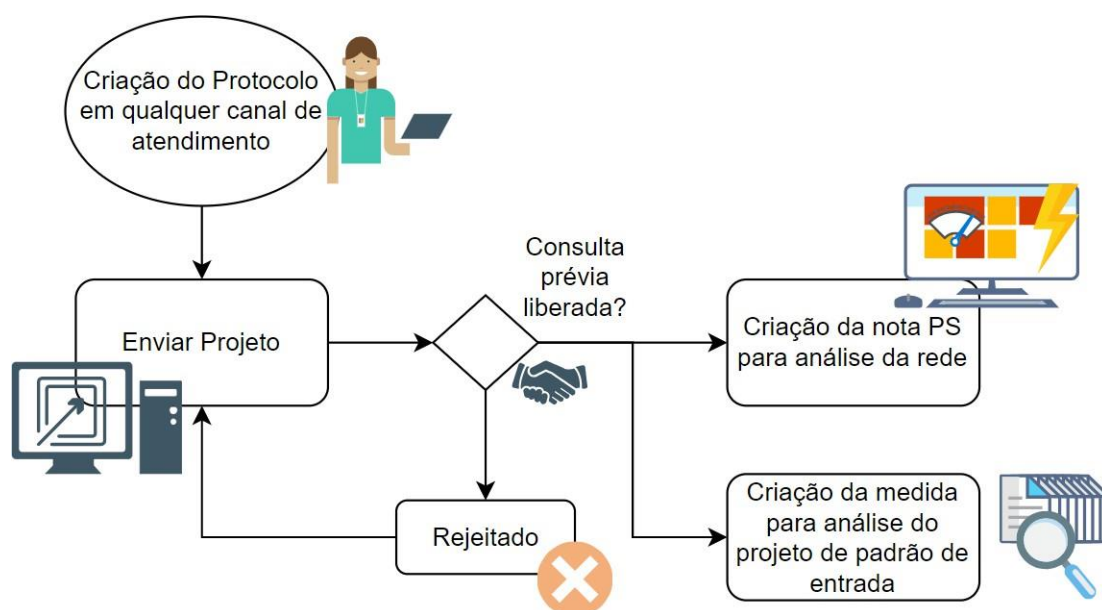 Criação do Protocolo
em qualquer canal de
atendimento
Enviar Projeto
Consulta
prévia
liberada?
Criação da nota PS
para análise da rede
Rejeitado
Criação da medida
para análise do
projeto de padrão de
entrada